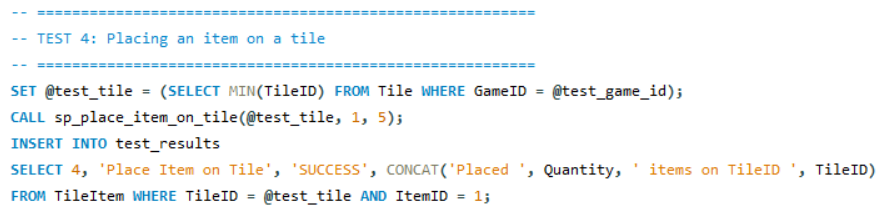 -- ==========================================================
-- TEST 4: Placing an item on a tile
-- ==========================================================
SET @test_tile = (SELECT MIN(TileID) FROM Tile WHERE GameID = @test_game_id);
CALL sp_place_item_on_tile(@test_tile, 1, 5);
INSERT INTO test_results
SELECT 4, 'Place Item on Tile', 'SUCCESS', CONCAT('Placed ', Quantity, ' items on TileID ', TileID)
FROM TileItem WHERE TileID = @test_tile AND ItemID = 1;